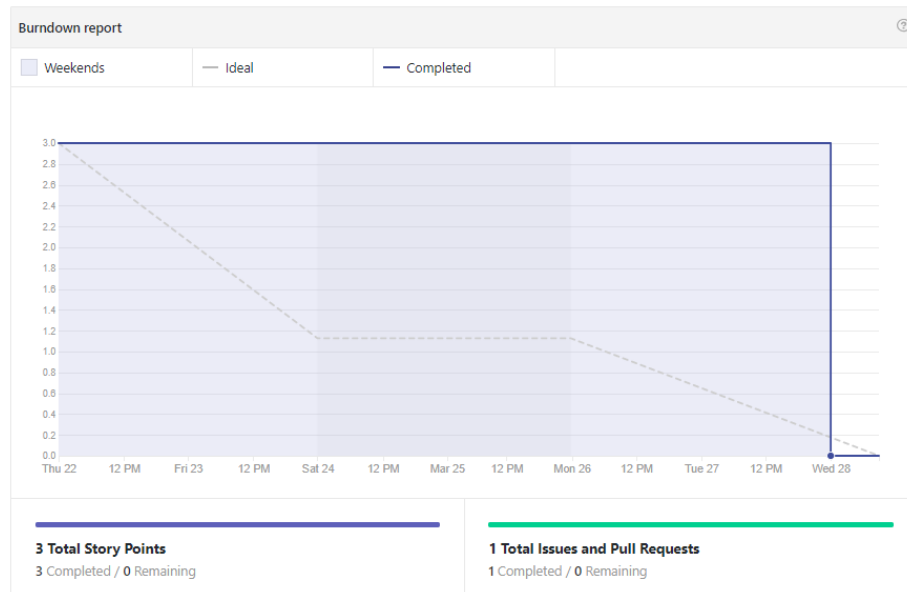 Burndown report
Weekends
Ideal
Completed
3.0
2.8
2.6
2.4
2.2
2.0
1.8
1.6
1.4
1.2
1.0
0.8
0.6
0.4
0.2
0.0
Thu 22 12 PM Fri 23 12 PM Sat 24 12 PM Mar 25 12 PM Mon 26 12 PM Tue 27 12 PM Wed 28
3 Total Story Points
3 Completed / 0 Remaining
1 Total Issues and Pull Requests
1 Completed / 0 Remaining